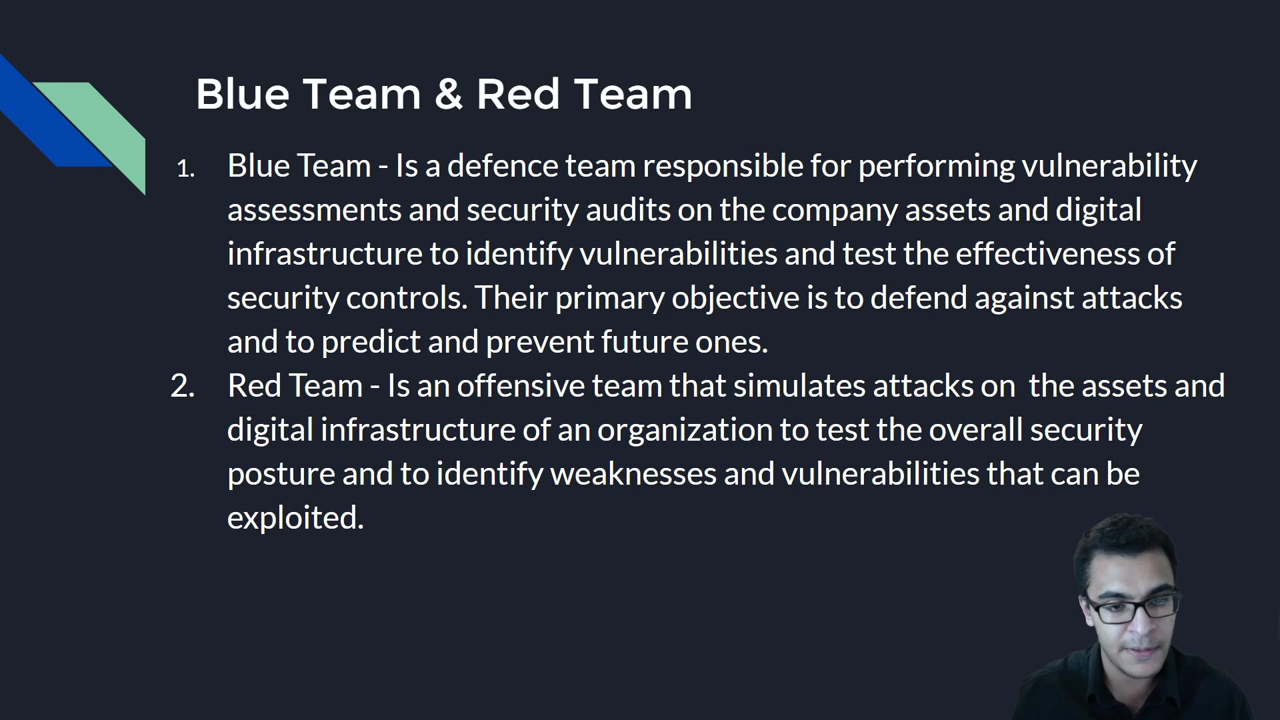 Blue Team & Red Team
1. Blue Team - Is a defence team responsible for performing vulnerability
assessments and security audits on the company assets and digital
infrastructure to identify vulnerabilities and test the effectiveness of
security controls. Their primary objective is to defend against attacks
and to predict and prevent future ones.
2. Red Team - Is an offensive team that simulates attacks on  the assets and
digital infrastructure of an organization to test the overall security
posture and to identify weaknesses and vulnerabilities that can be
exploited.